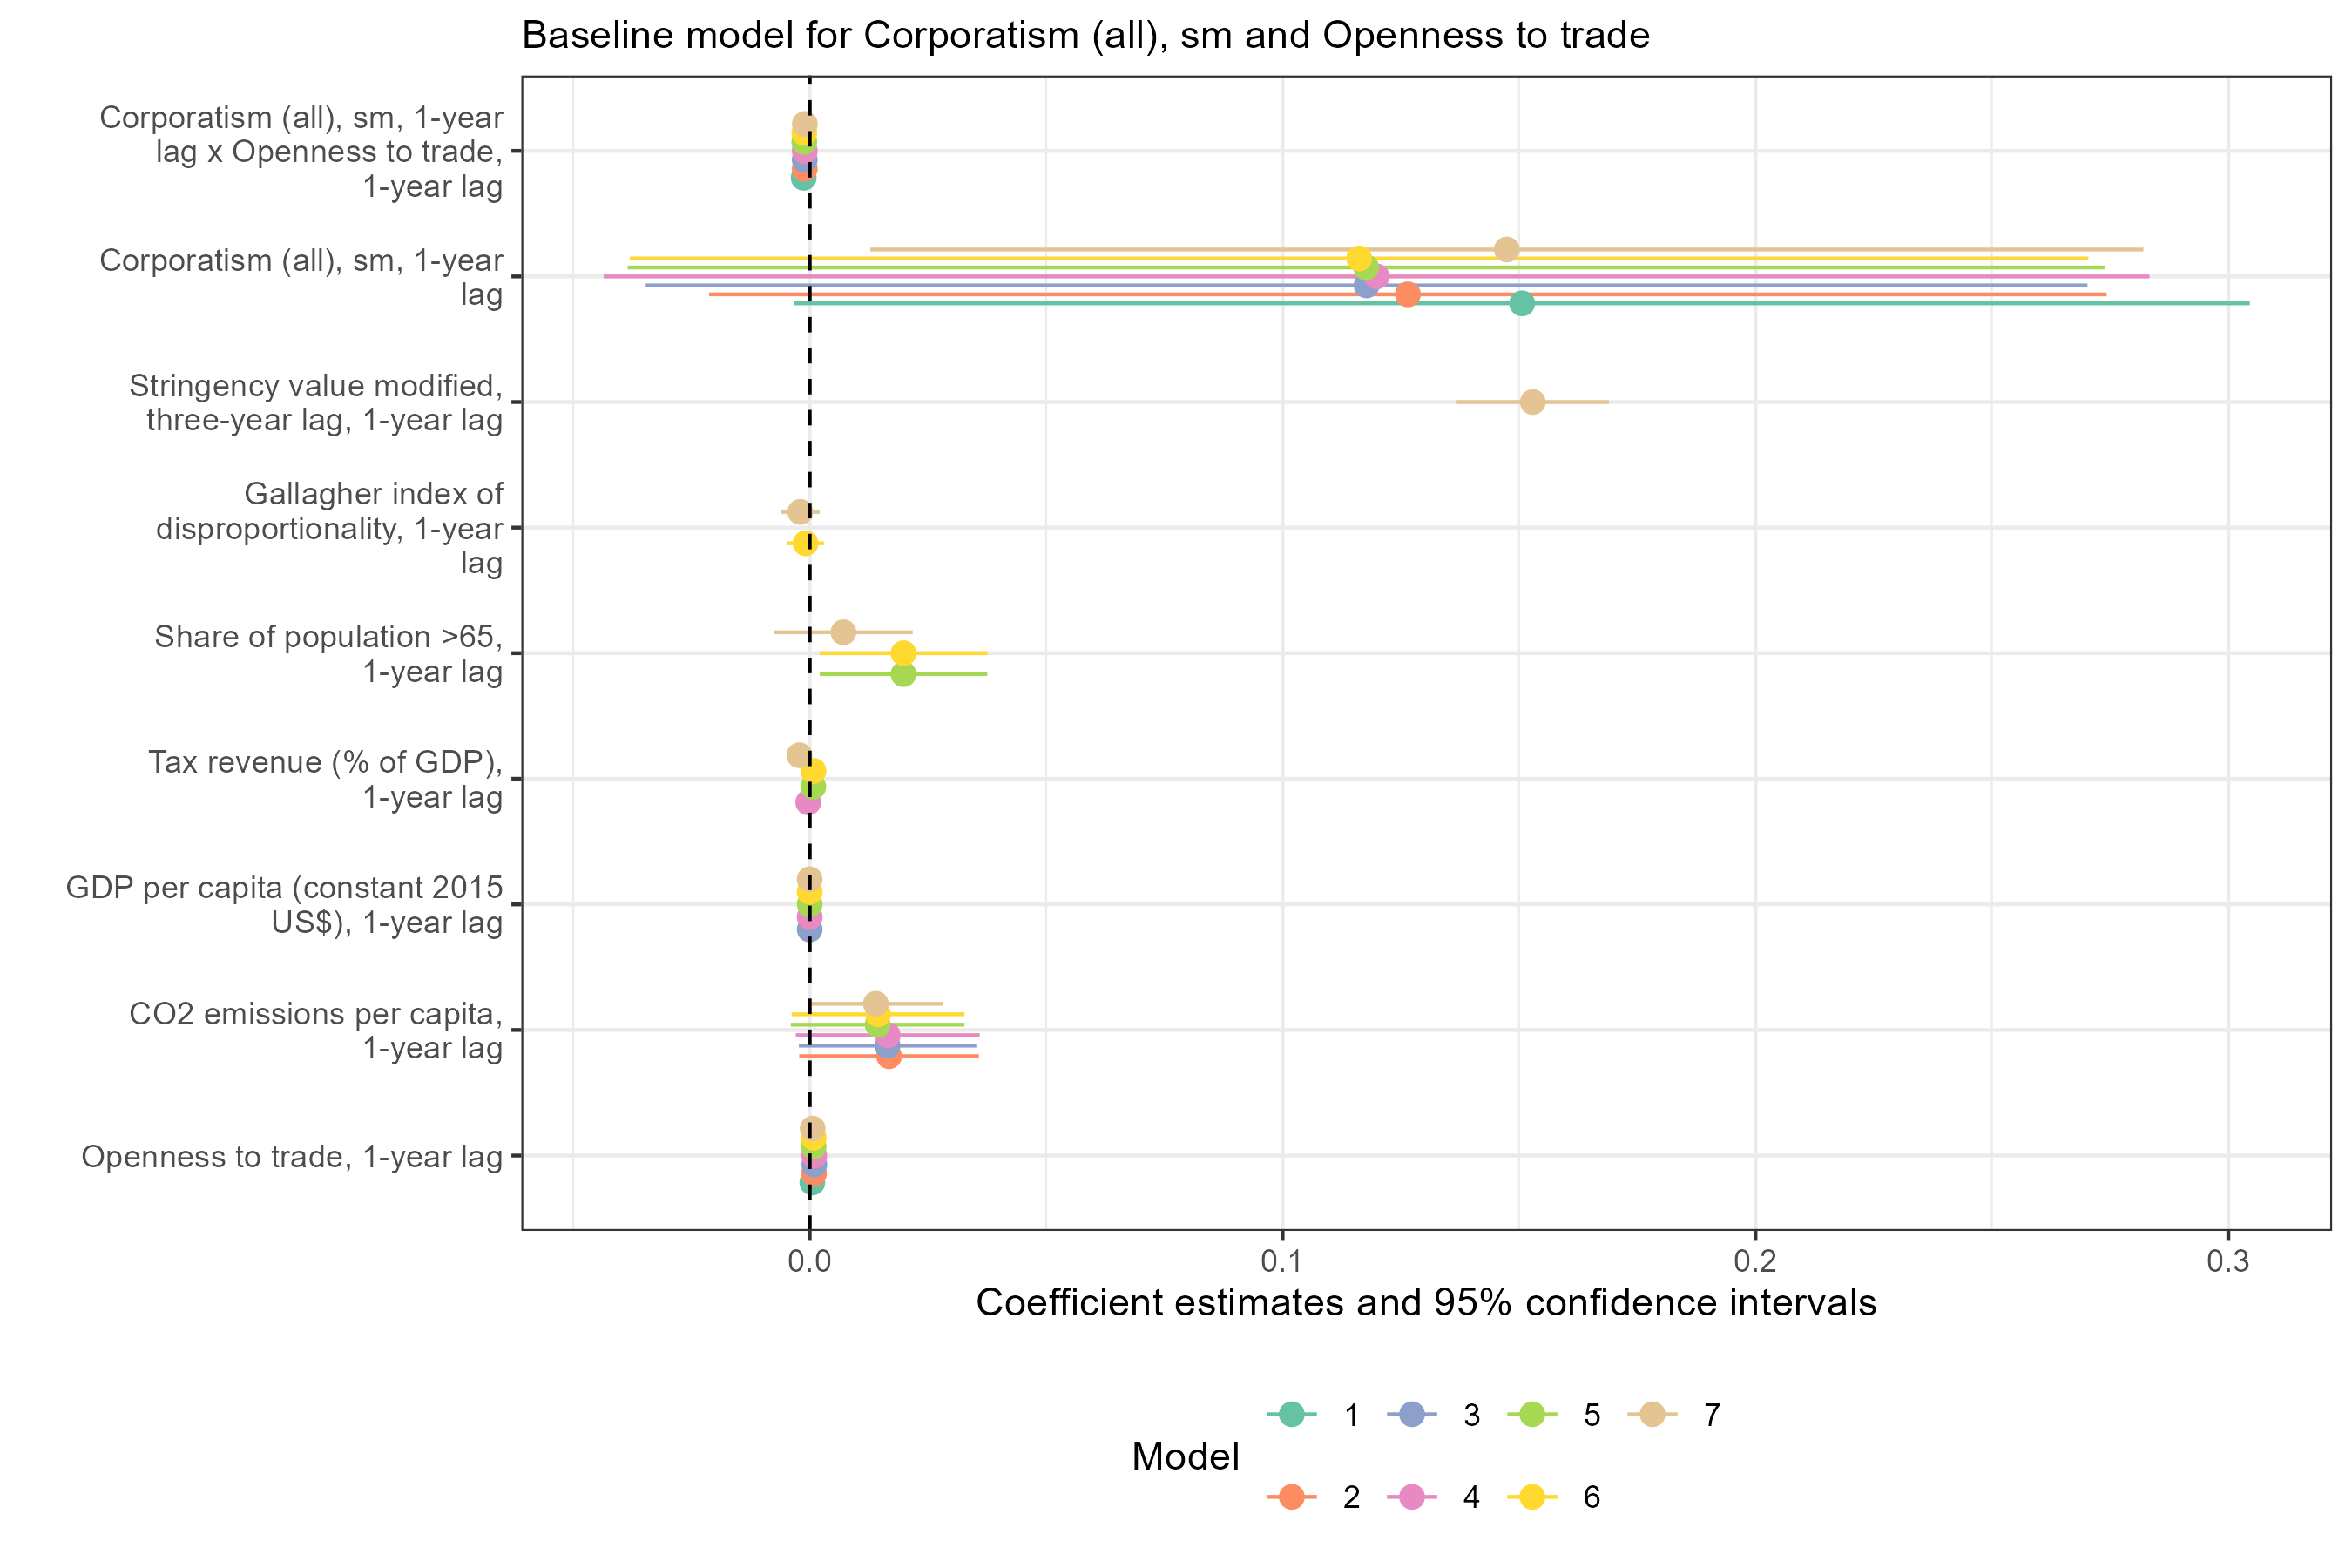 Baseline model for Corporatism (all), sm and Openness to trade
Corporatism (all), sm, 1-year
lag x Openness to trade,
1-year lag
Corporatism (all), sm, 1-year
lag
Stringency value modified,
three-year lag, 1-year lag
Gallagher index of
disproportionality, 1-year
lag
Share of population >65,
1-year lag
Tax revenue (% of GDP),
1-year lag
GDP per capita (constant 2015
US$), 1-year lag
CO2 emissions per capita,
1-year lag
Openness to trade, 1-year lag
0.0 0.1 0.2 0.3
Coefficient estimates and 95% confidence intervals
Model
1 3 5 7
2 4 6